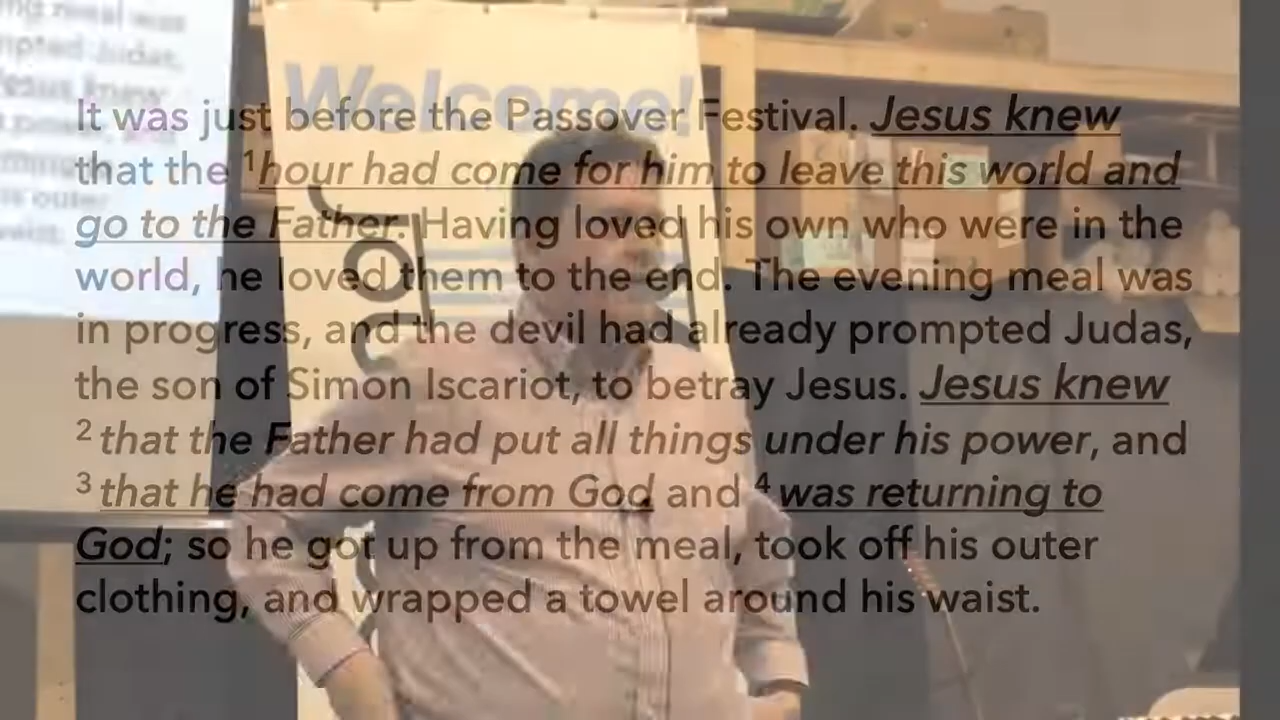 Welcome!
It was just before the Passover Festival. Jesus knew
that the ¹hour had come for him to leave this world and
go to the Father. Having loved his own who were in the
world, he loved them to the end. The evening meal was
in progress, and the devil had already prompted Judas,
the son of Simon Iscariot, to betray Jesus. Jesus knew
² that the Father had put all things under his power, and
³ that he had come from God and ⁴ was returning to
God; so he got up from the meal, took off his outer
clothing, and wrapped a towel around his waist.